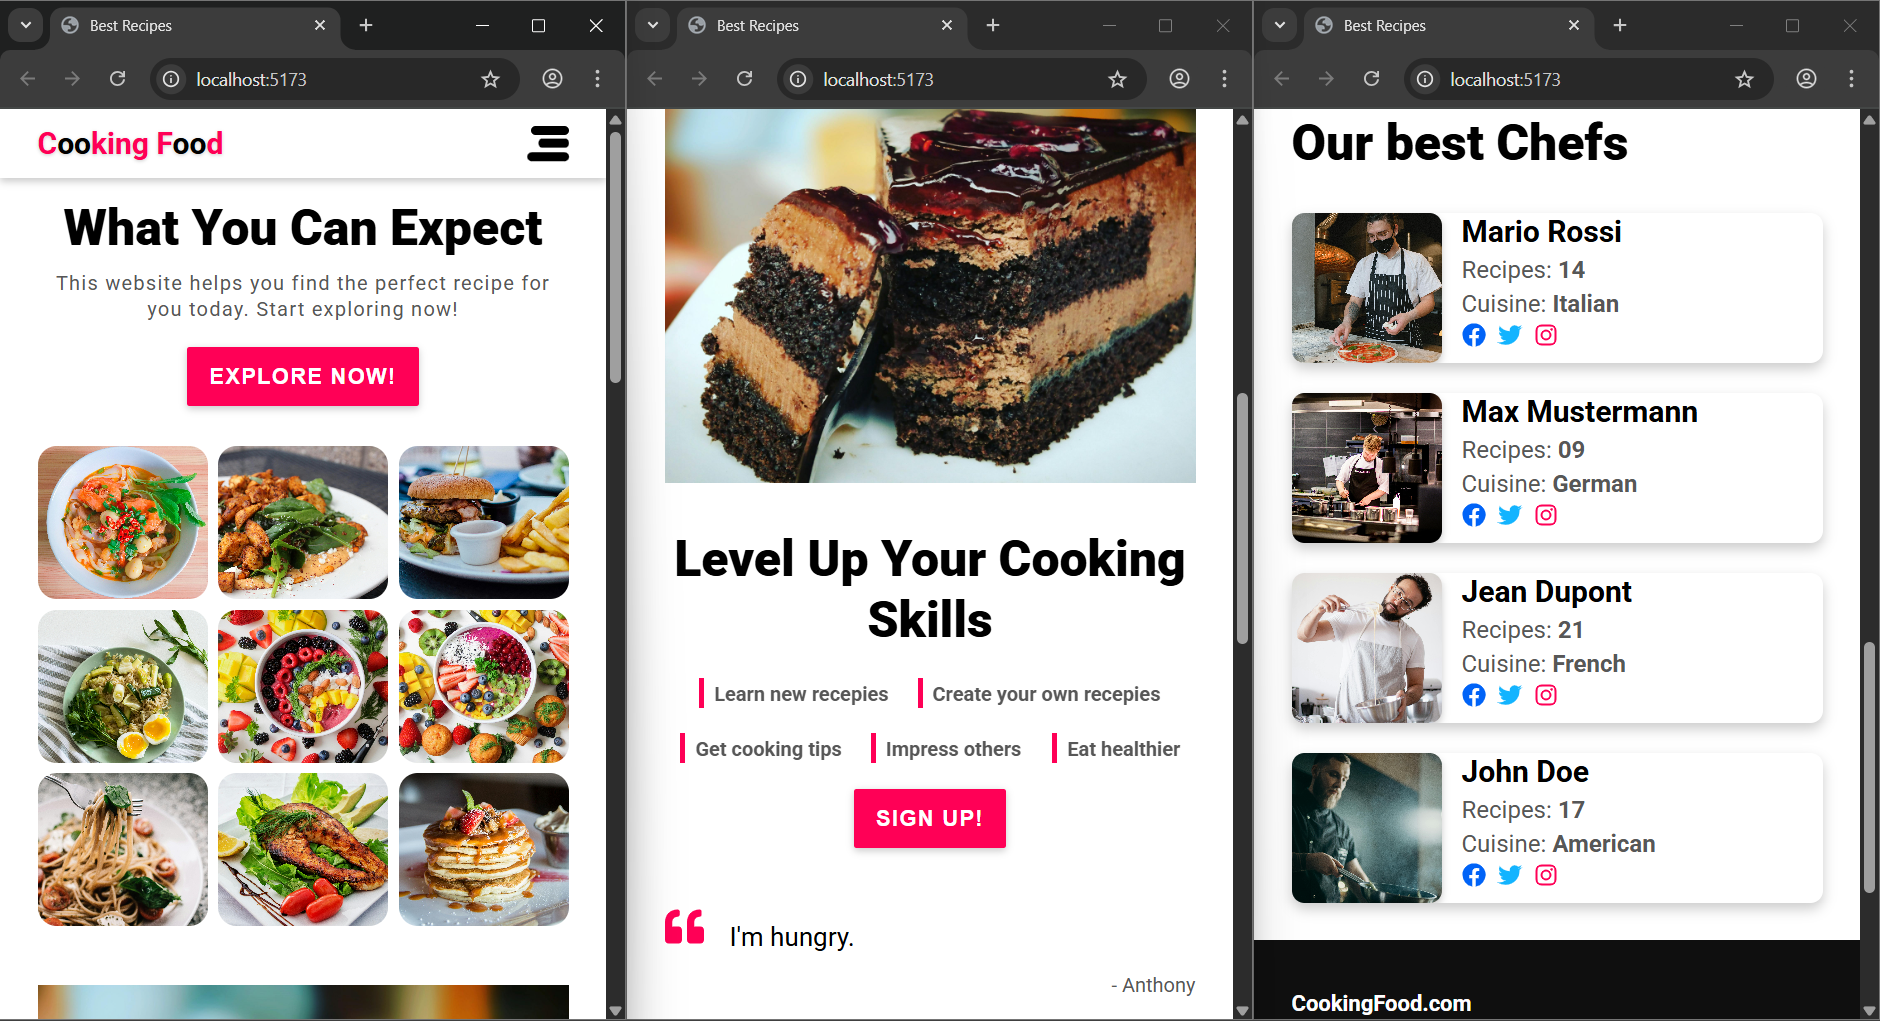 Best Recipes
localhost:5173
Cooking Food
What You Can Expect
This website helps you find the perfect recipe for
you today. Start exploring now!
EXPLORE NOW!
Best Recipes
localhost:5173
Level Up Your Cooking
Skills
Learn new recepies
Create your own recepies
Get cooking tips
Impress others
Eat healthier
SIGN UP!
I'm hungry.
- Anthony
Best Recipes
localhost:5173
Our best Chefs
Mario Rossi
Recipes: 14
Cuisine: Italian
Max Mustermann
Recipes: 09
Cuisine: German
Jean Dupont
Recipes: 21
Cuisine: French
John Doe
Recipes: 17
Cuisine: American
CookingFood.com